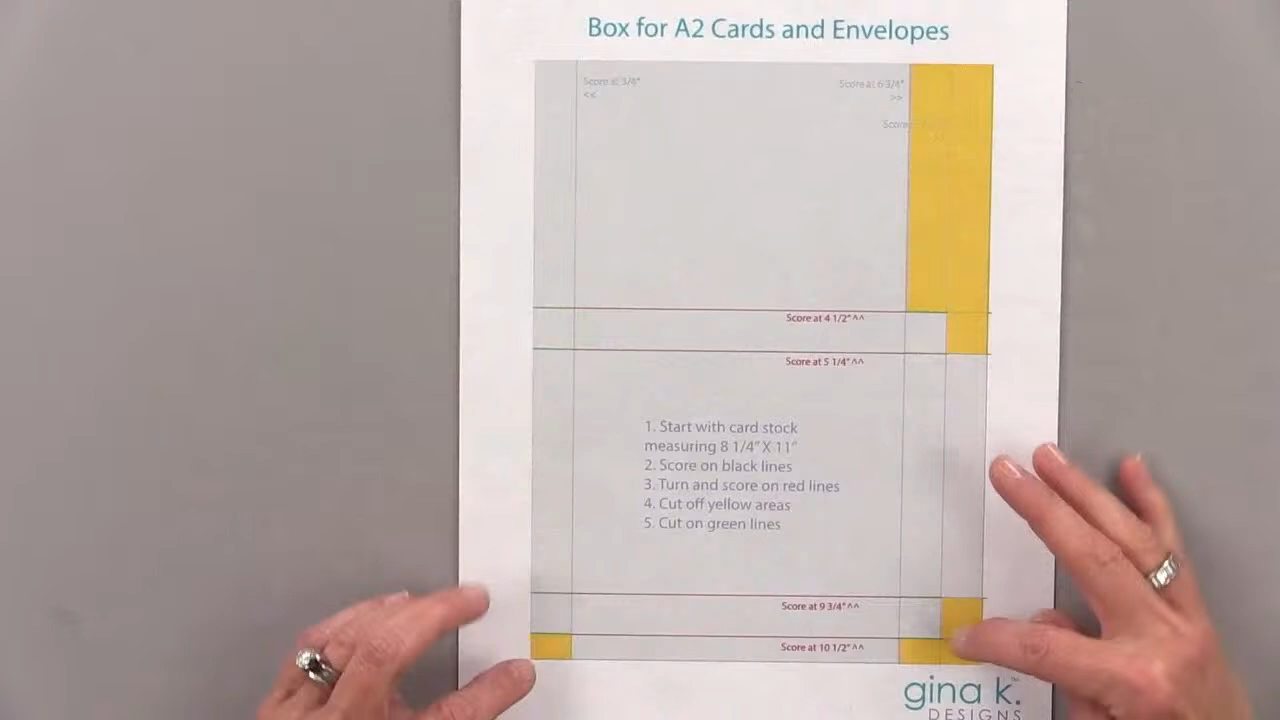 Box for A2 Cards and Envelopes
Score at 3/4"
<<
Score at 6 3/4"
>>
Score
Score at 4 1/2" ^^
Score at 5 1/4" ^^
1. Start with card stock
measuring 8 1/4" X 11"
2. Score on black lines
3. Turn and score on red lines
4. Cut off yellow areas
5. Cut on green lines
Score at 9 3/4" ^^
Score at 10 1/2" ^^
gina k.™
DESIGNS